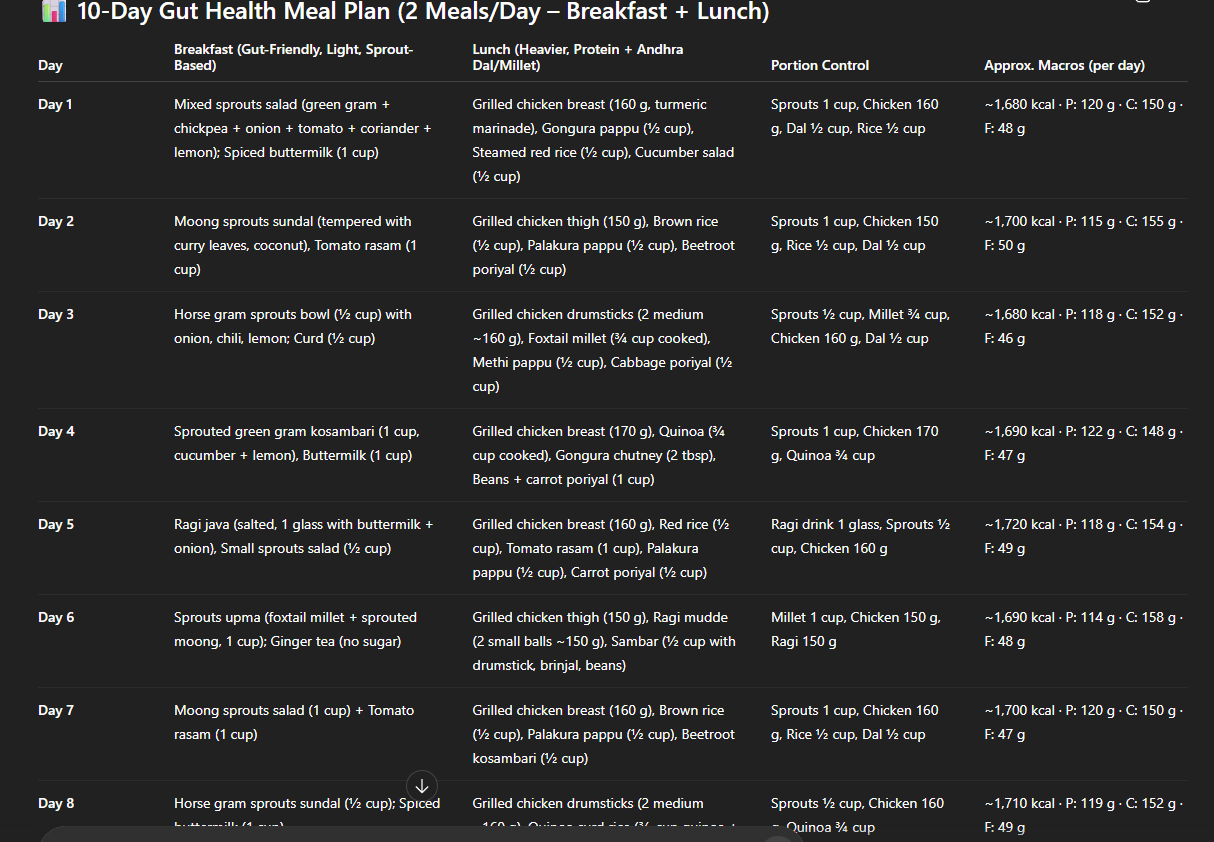 10-Day Gut Health Meal Plan (2 Meals/Day – Breakfast + Lunch)
Day
Breakfast (Gut-Friendly, Light, Sprout-
Based)
Lunch (Heavier, Protein + Andhra
Dal/Millet)
Portion Control
Approx. Macros (per day)
Day 1
Mixed sprouts salad (green gram +
chickpea + onion + tomato + coriander +
lemon); Spiced buttermilk (1 cup)
Grilled chicken breast (160 g, turmeric
marinade), Gongura pappu (½ cup),
Steamed red rice (½ cup), Cucumber salad
(½ cup)
Sprouts 1 cup, Chicken 160
g, Dal ½ cup, Rice ½ cup
~1,680 kcal · P: 120 g · C: 150 g ·
F: 48 g
Day 2
Moong sprouts sundal (tempered with
curry leaves, coconut), Tomato rasam (1
cup)
Grilled chicken thigh (150 g), Brown rice
(½ cup), Palakura pappu (½ cup), Beetroot
poriyal (½ cup)
Sprouts 1 cup, Chicken 150
g, Rice ½ cup, Dal ½ cup
~1,700 kcal · P: 115 g · C: 155 g ·
F: 50 g
Day 3
Horse gram sprouts bowl (½ cup) with
onion, chili, lemon; Curd (½ cup)
Grilled chicken drumsticks (2 medium
~160 g), Foxtail millet (¾ cup cooked),
Methi pappu (½ cup), Cabbage poriyal (½
cup)
Sprouts ½ cup, Millet ¾ cup,
Chicken 160 g, Dal ½ cup
~1,680 kcal · P: 118 g · C: 152 g ·
F: 46 g
Day 4
Sprouted green gram kosambari (1 cup,
cucumber + lemon), Buttermilk (1 cup)
Grilled chicken breast (170 g), Quinoa (¾
cup cooked), Gongura chutney (2 tbsp),
Beans + carrot poriyal (1 cup)
Sprouts 1 cup, Chicken 170
g, Quinoa ¾ cup
~1,690 kcal · P: 122 g · C: 148 g ·
F: 47 g
Day 5
Ragi java (salted, 1 glass with buttermilk +
onion), Small sprouts salad (½ cup)
Grilled chicken breast (160 g), Red rice (½
cup), Tomato rasam (1 cup), Palakura
pappu (½ cup), Carrot poriyal (½ cup)
Ragi drink 1 glass, Sprouts ½
cup, Chicken 160 g
~1,720 kcal · P: 118 g · C: 154 g ·
F: 49 g
Day 6
Sprouts upma (foxtail millet + sprouted
moong, 1 cup); Ginger tea (no sugar)
Grilled chicken thigh (150 g), Ragi mudde
(2 small balls ~150 g), Sambar (½ cup with
drumstick, brinjal, beans)
Millet 1 cup, Chicken 150 g,
Ragi 150 g
~1,690 kcal · P: 114 g · C: 158 g ·
F: 48 g
Day 7
Moong sprouts salad (1 cup) + Tomato
rasam (1 cup)
Grilled chicken breast (160 g), Brown rice
(½ cup), Palakura pappu (½ cup), Beetroot
kosambari (½ cup)
Sprouts 1 cup, Chicken 160
g, Rice ½ cup, Dal ½ cup
~1,700 kcal · P: 120 g · C: 150 g ·
F: 47 g
Day 8
Horse gram sprouts sundal (½ cup); Spiced
Grilled chicken drumsticks (2 medium
Sprouts ½ cup, Chicken 160
Quinoa ¾ cup
~1,710 kcal · P: 119 g · C: 152 g ·
F: 49 g